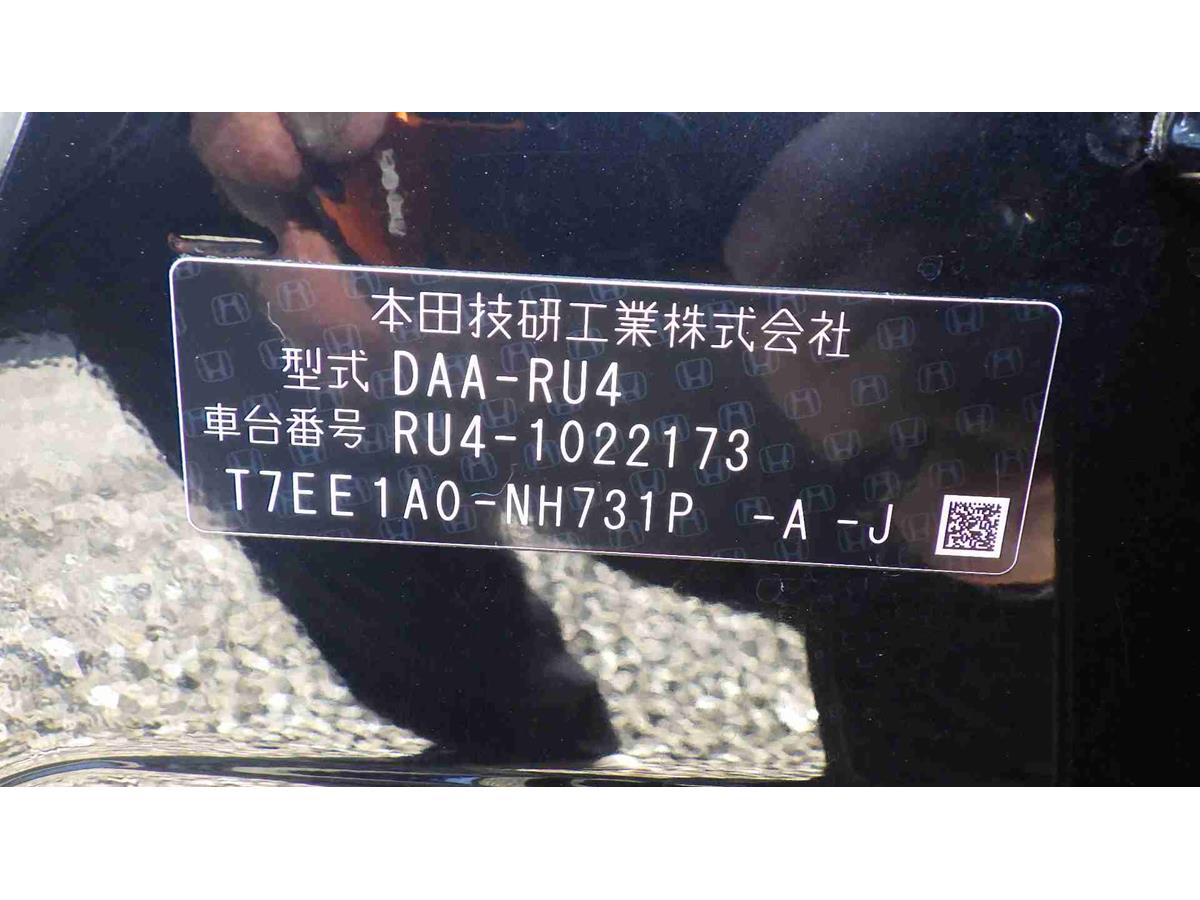 本田技研工業株式会社
型式 DAA-RU4
車台番号 RU4-1022173
T7EE1A0-NH731P -A -J